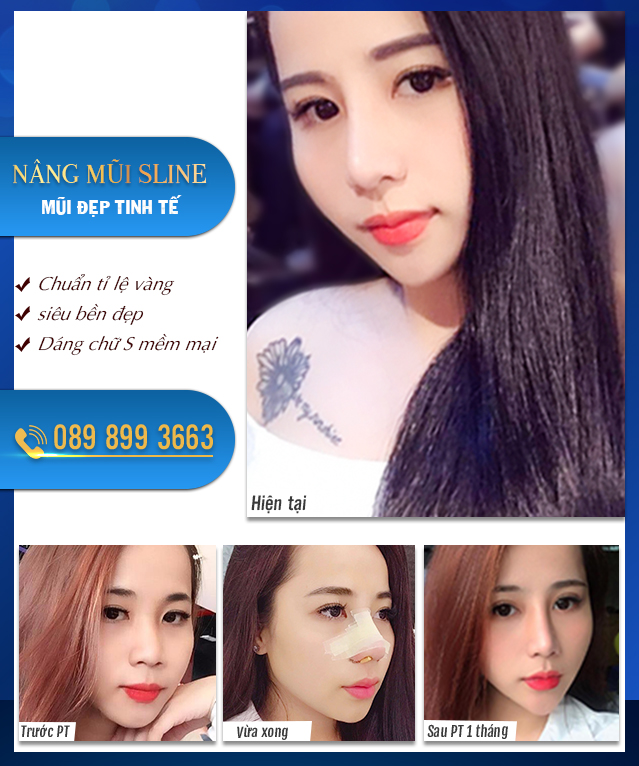 NÂNG MŨI SLINE
MŨI ĐẸP TINH TẾ
Chuẩn tỉ lệ vàng
siêu bền đẹp
Dáng chữ S mềm mại
089 899 3663
Hiện tại
Trước PT
Vừa xong
Sau PT 1 tháng